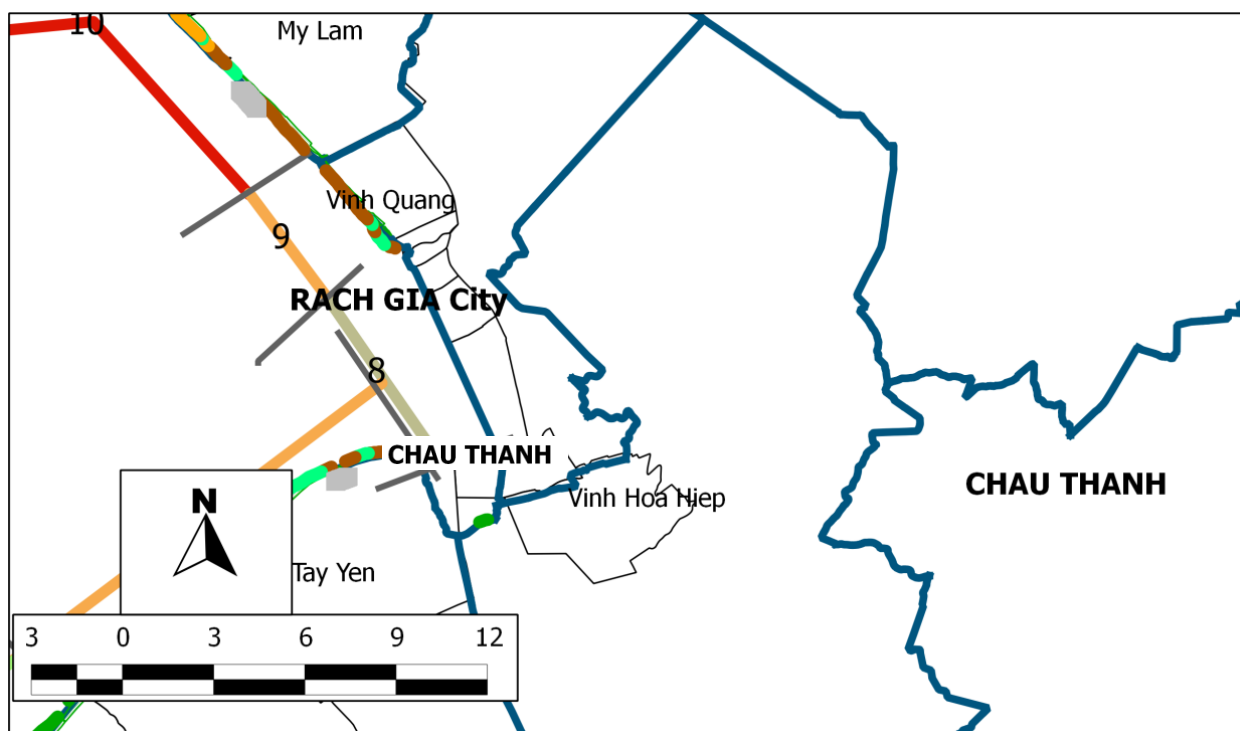 10
My Lam
Vinh Quang
9
RACH GIA City
8
CHAU THANH
CHAU THANH
Vinh Hoa Hiep
N
Tay Yen
3 0 3 6 9 12